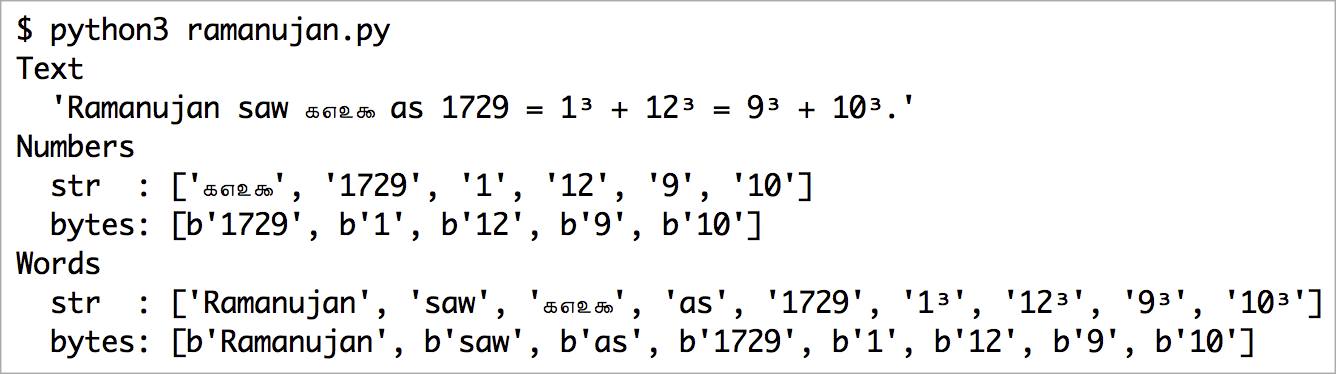 $ python3 ramanujan.py
Text
  'Ramanujan saw ௧௭௨௯ as 1729 = 1³ + 12³ = 9³ + 10³.'
Numbers
  str  : ['௧௭௨௯', '1729', '1', '12', '9', '10']
  bytes: [b'1729', b'1', b'12', b'9', b'10']
Words
  str  : ['Ramanujan', 'saw', '௧௭௨௯', 'as', '1729', '1³', '12³', '9³', '10³']
  bytes: [b'Ramanujan', b'saw', b'as', b'1729', b'1', b'12', b'9', b'10']